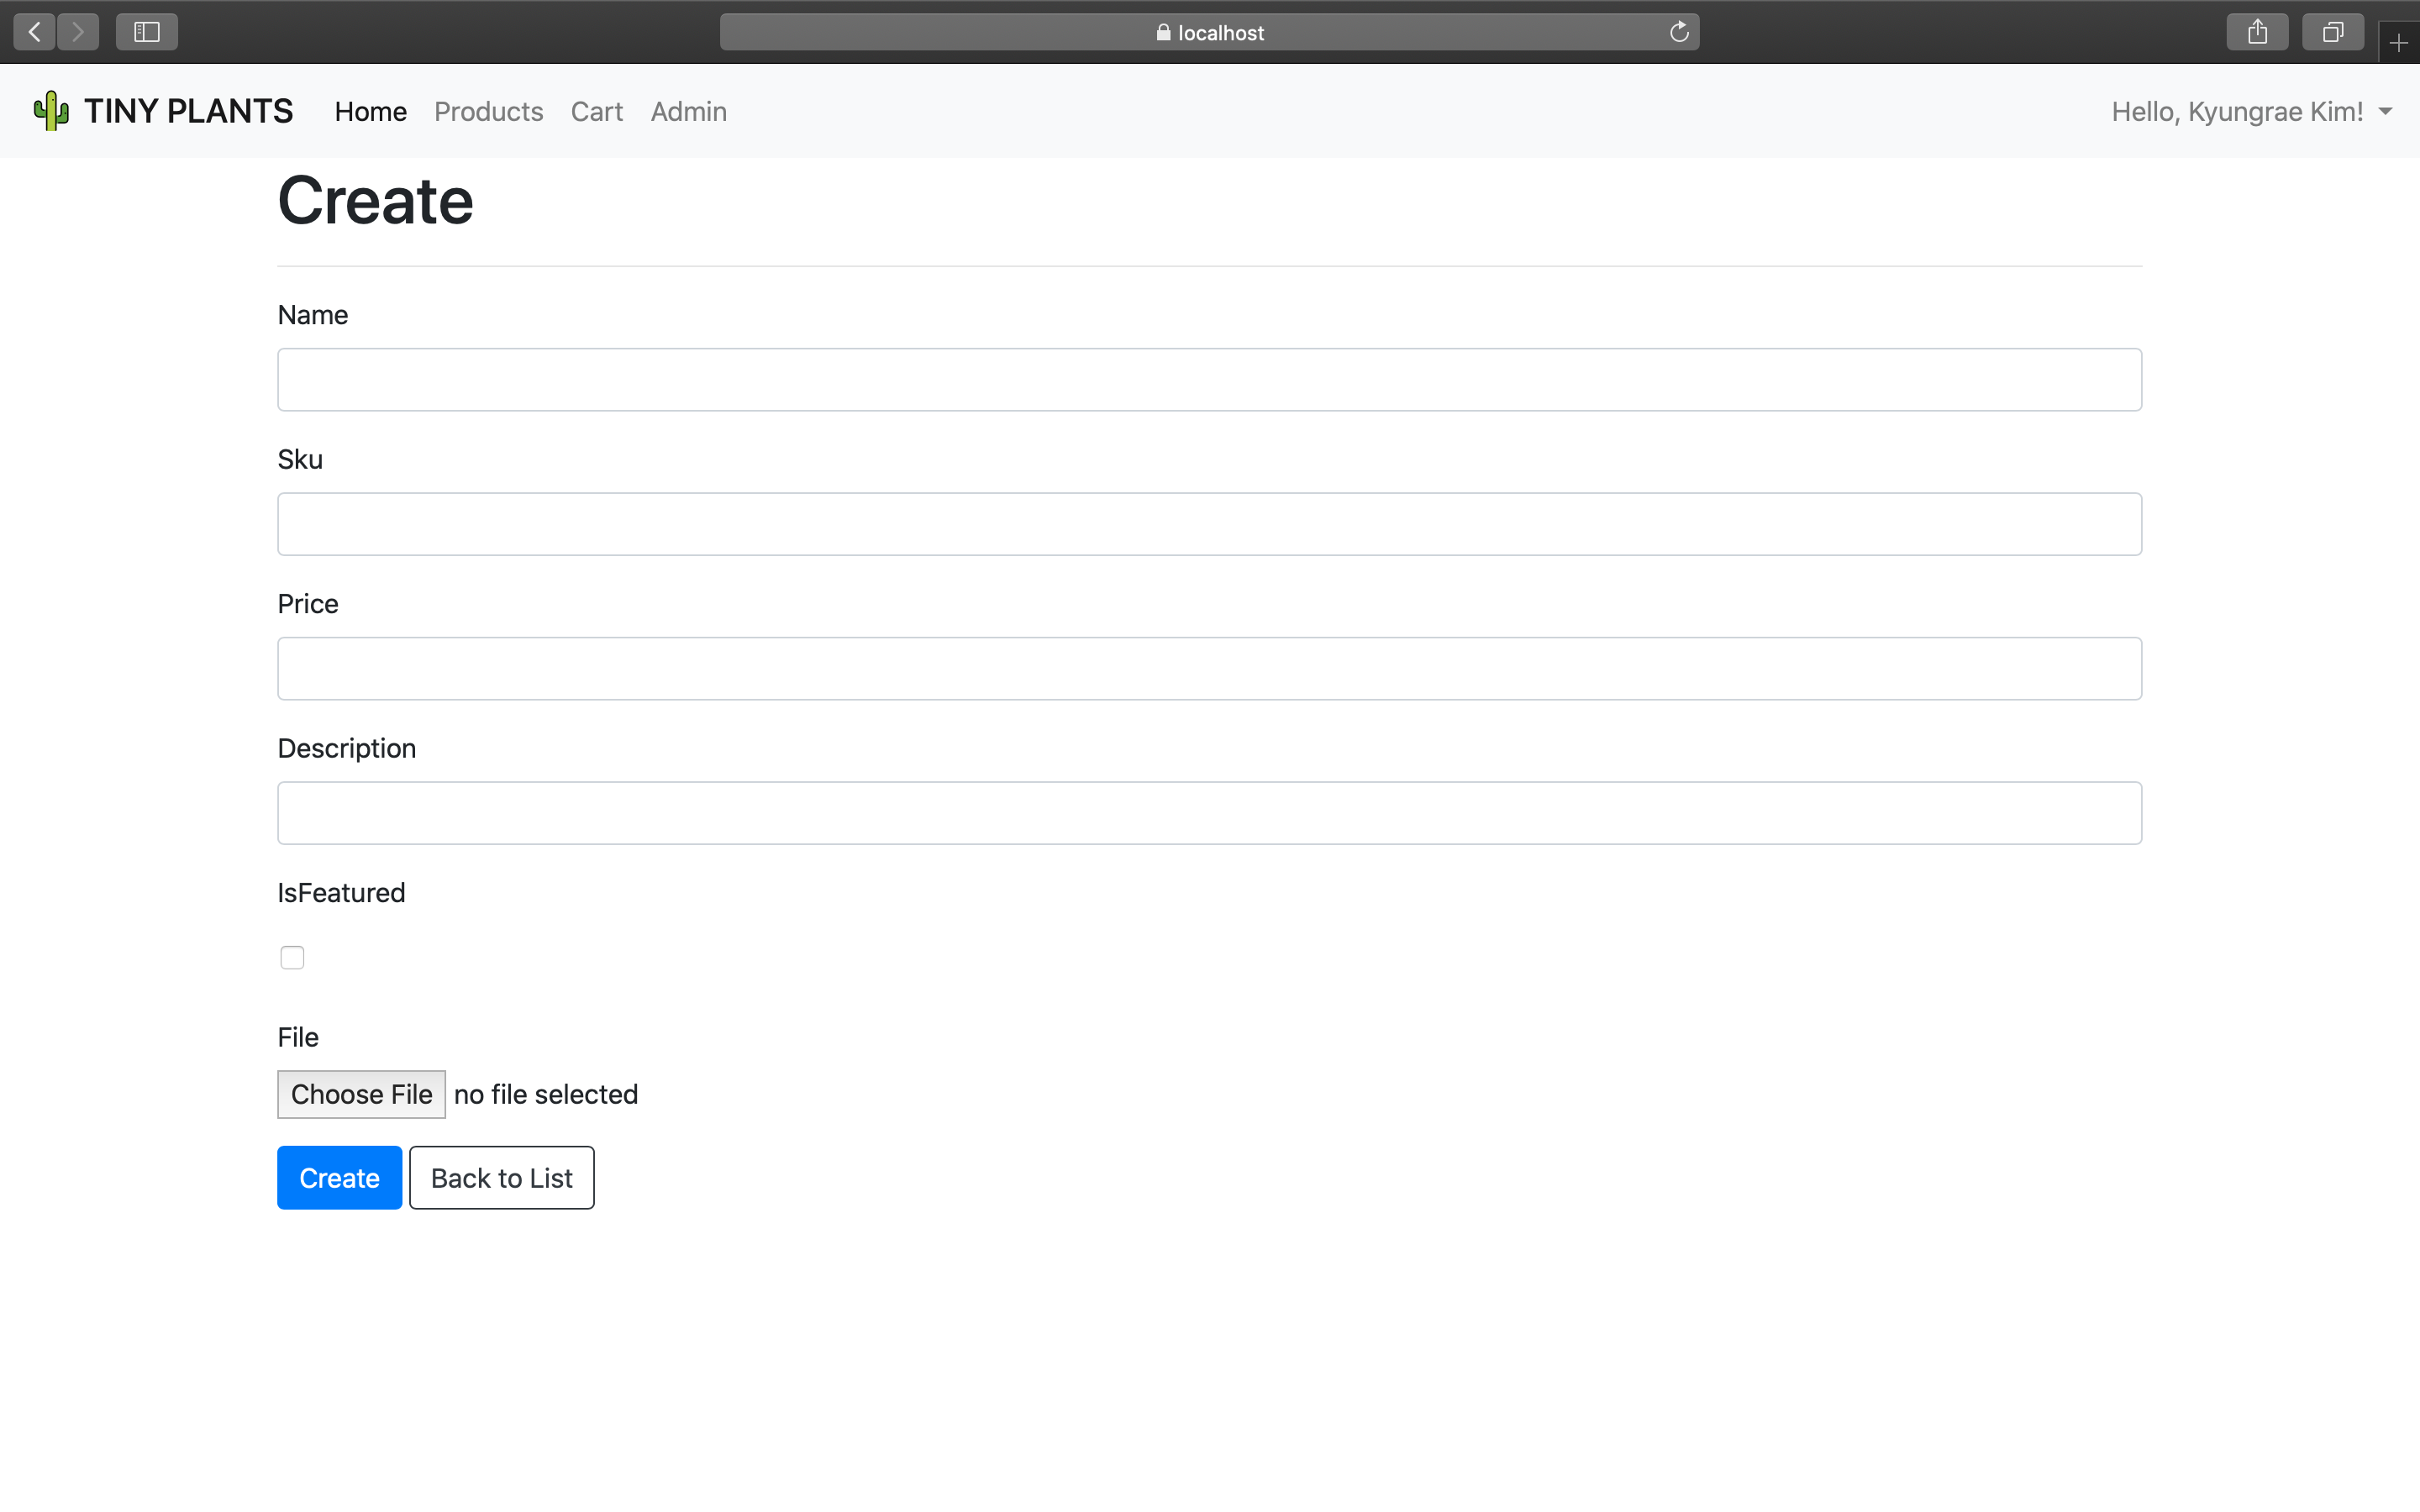 localhost
TINY PLANTS Home Products Cart Admin Hello, Kyungrae Kim!
Create
Name
Sku
Price
Description
IsFeatured
File
Choose File no file selected
Create Back to List